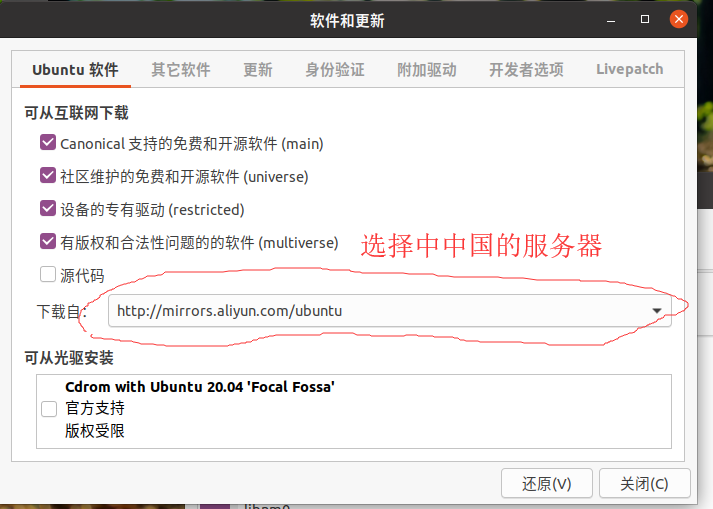 软件和更新
Ubuntu 软件 其它软件 更新 身份验证 附加驱动 开发者选项 Livepatch
可从互联网下载
Canonical 支持的免费和开源软件 (main)
社区维护的免费和开源软件 (universe)
设备的专有驱动 (restricted)
有版权和合法性问题的的软件 (multiverse)
选择中中国的服务器
源代码
下载自: http://mirrors.aliyun.com/ubuntu
可从光驱安装
Cdrom with Ubuntu 20.04 'Focal Fossa'
官方支持
版权受限
还原(V) 关闭(C)